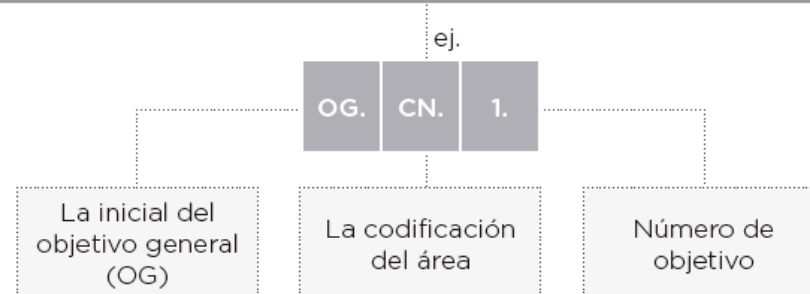 ej.
OG. CN. 1.
La inicial del
objetivo general
(OG)
La codificación
del área
Número de
objetivo